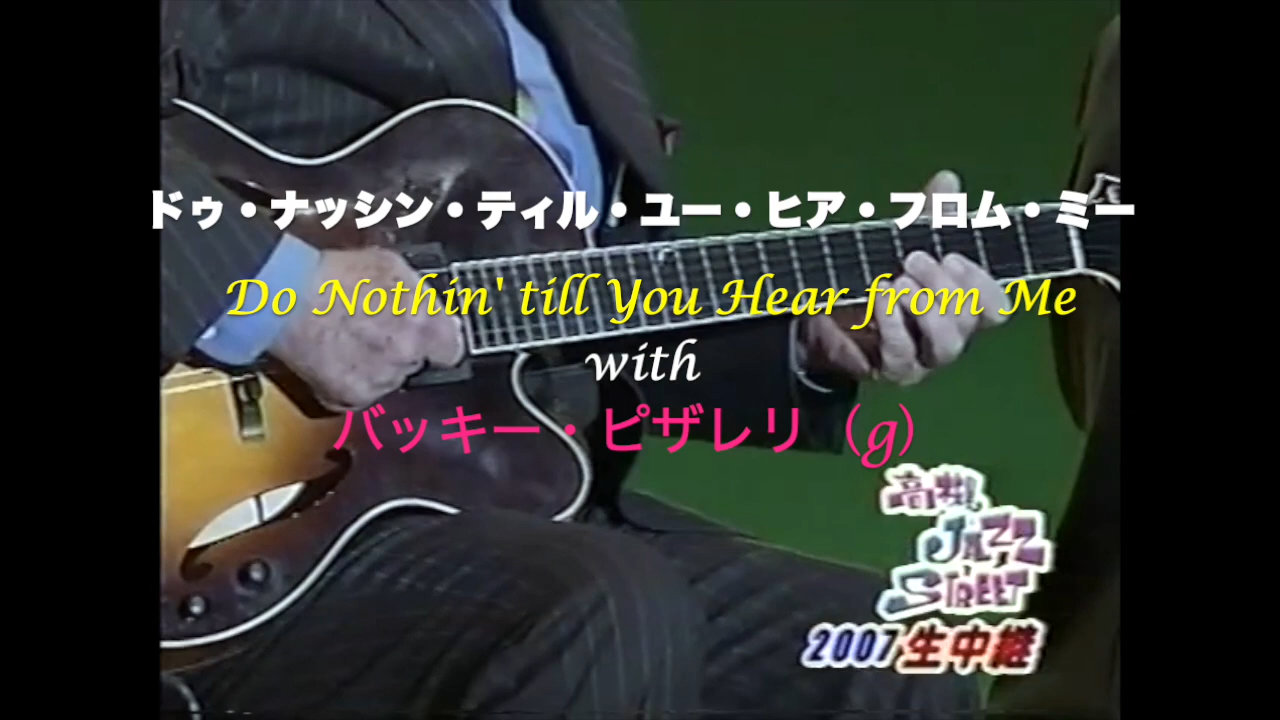 ドゥ・ナッシン・ティル・ユー・ヒア・フロム・ミー
Do Nothin' till You Hear from Me
with
バッキー・ピザレリ（g）
高槻
JAZZ
STREET
2007生中継